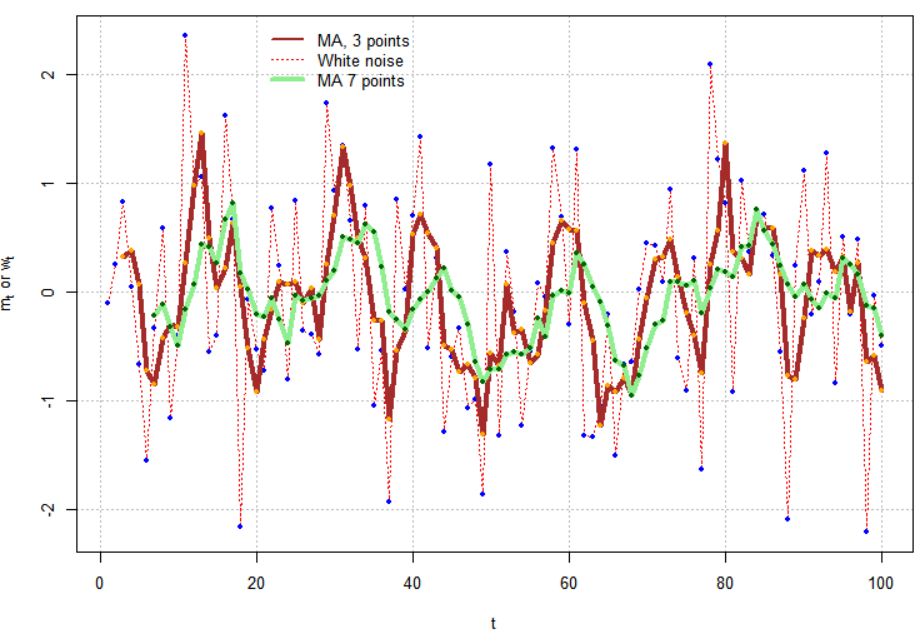 MA, 3 points
White noise
MA 7 points
mₜ or wₜ
2
1
0
-1
-2
0 20 40 60 80 100
t